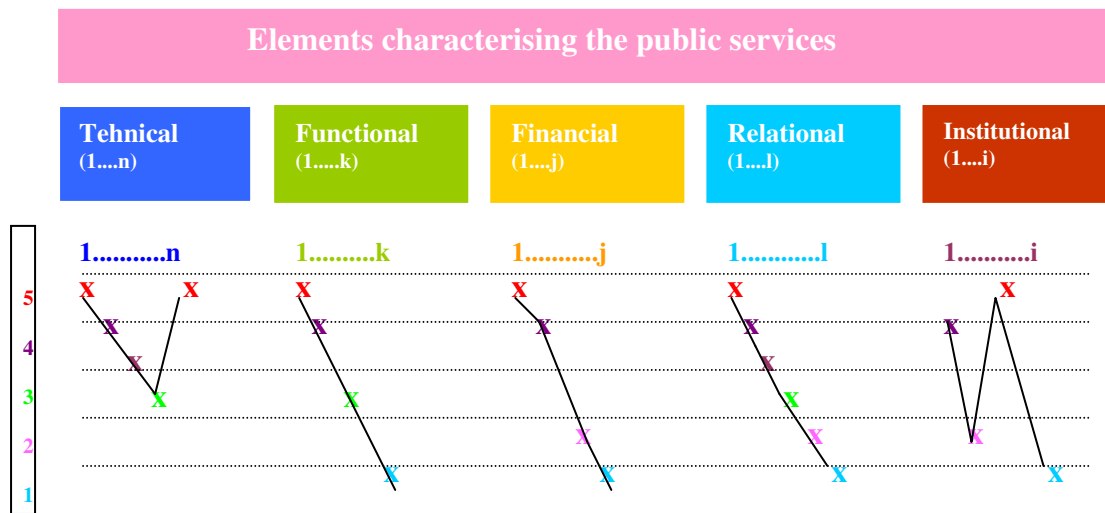 Elements characterising the public services
Tehnical
(1....n)
Functional
(1.....k)
Financial
(1....j)
Relational
(1....l)
Institutional
(1....i)
1...........n
1..........k
1...........j
1............l
1...........i
5
X X X X X X
4
X X X X X
X X
3
X X X
2
X X X
1
X X X X